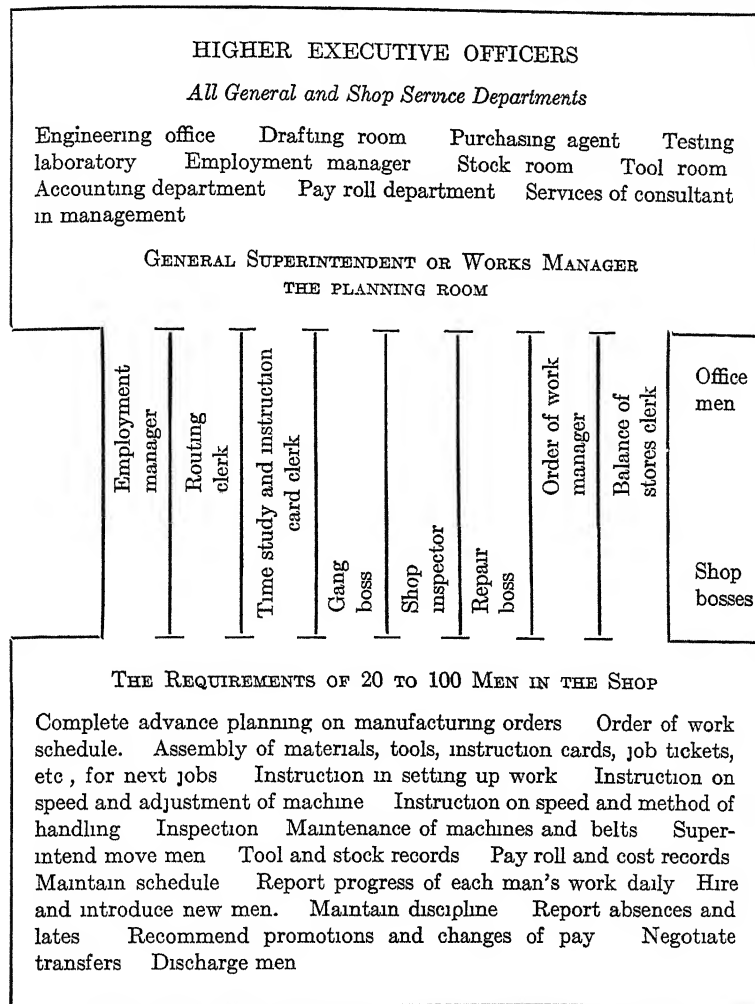 HIGHER EXECUTIVE OFFICERS
All General and Shop Service Departments
Engineering office Drafting room Purchasing agent Testing
laboratory Employment manager Stock room Tool room
Accounting department Pay roll department Services of consultant
in management
GENERAL SUPERINTENDENT OR WORKS MANAGER
THE PLANNING ROOM
Employment
manager
Routing
clerk
Time study and instruction
card clerk
Gang
boss
Shop
inspector
Repair
boss
Order of work
manager
Balance of
stores clerk
Office
men
Shop
bosses
THE REQUIREMENTS OF 20 TO 100 MEN IN THE SHOP
Complete advance planning on manufacturing orders Order of work
schedule. Assembly of materials, tools, instruction cards, job tickets,
etc , for next jobs Instruction in setting up work Instruction on
speed and adjustment of machine Instruction on speed and method of
handling Inspection Maintenance of machines and belts Super-
intend move men Tool and stock records Pay roll and cost records
Maintain schedule Report progress of each man's work daily Hire
and introduce new men. Maintain discipline Report absences and
lates Recommend promotions and changes of pay Negotiate
transfers Discharge men